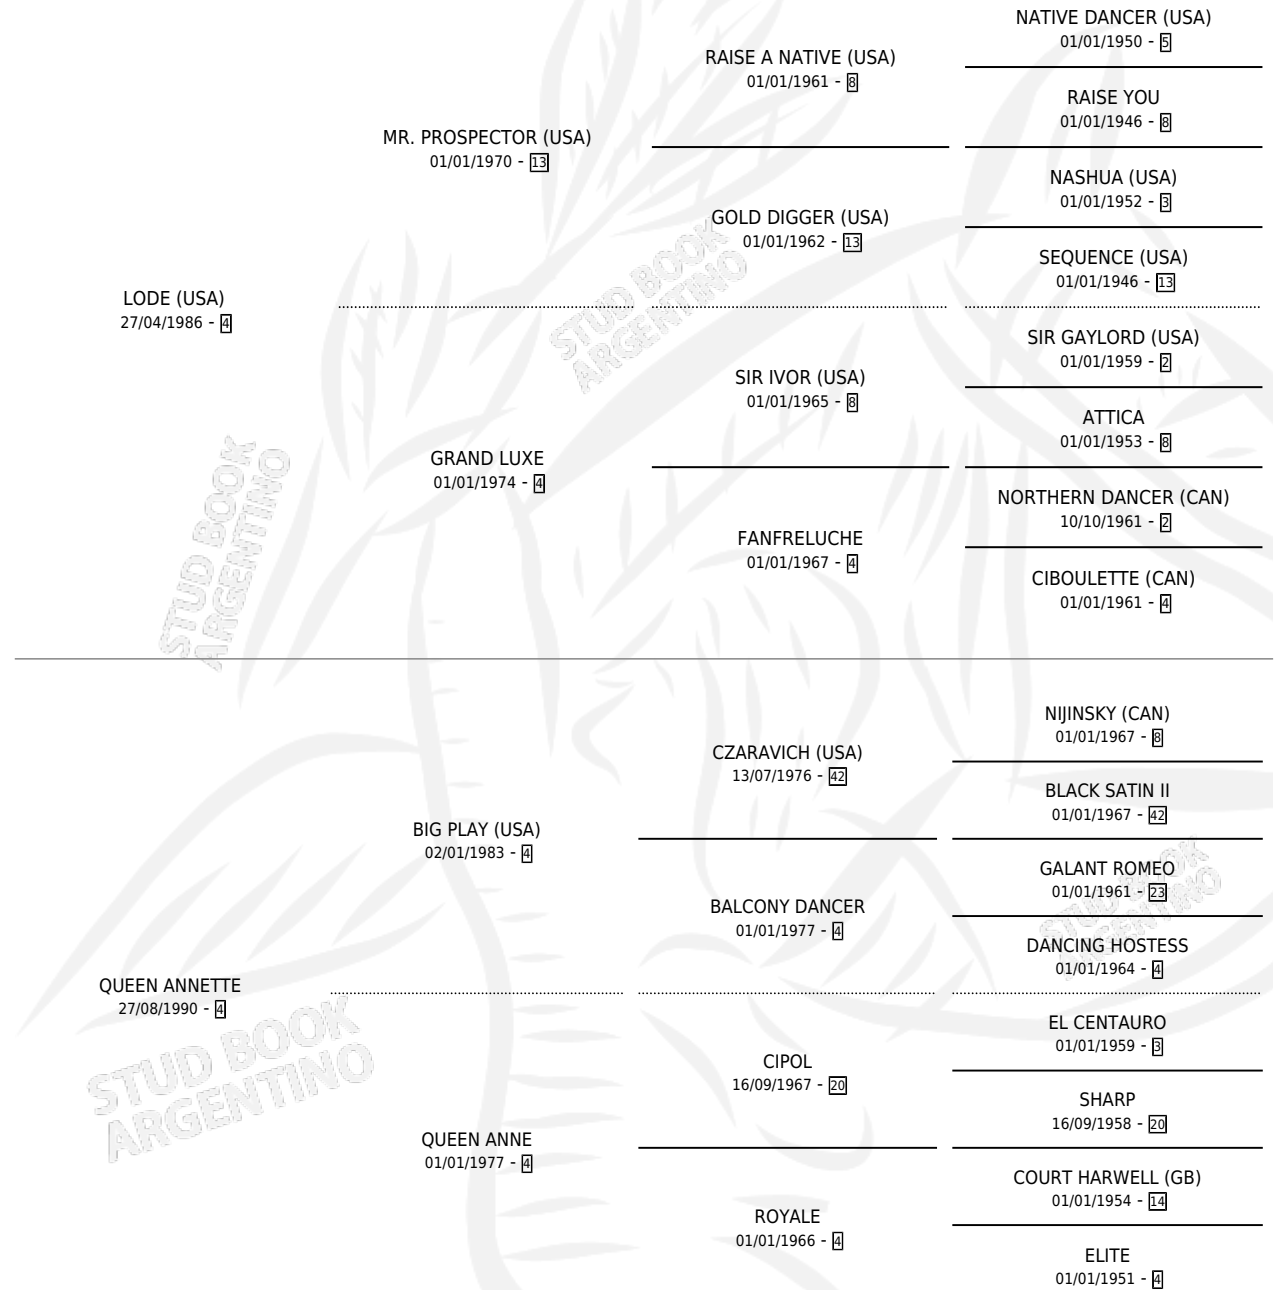 NATIVE DANCER (USA)
01/01/1950 - 5
RAISE A NATIVE (USA)
01/01/1961 - 8
RAISE YOU
01/01/1946 - 8
MR. PROSPECTOR (USA)
01/01/1970 - 13
NASHUA (USA)
01/01/1952 - 3
GOLD DIGGER (USA)
01/01/1962 - 13
SEQUENCE (USA)
01/01/1946 - 13
LODE (USA)
27/04/1986 - 4
STUD BOOK
ARGENTINO
SIR GAYLORD (USA)
01/01/1959 - 2
SIR IVOR (USA)
01/01/1965 - 8
ATTICA
01/01/1953 - 8
GRAND LUXE
01/01/1974 - 4
NORTHERN DANCER (CAN)
10/10/1961 - 2
FANFRELUCHE
01/01/1967 - 4
CIBOULETTE (CAN)
01/01/1961 - 4
STUD BOOK
ARGENTINO
NIJINSKY (CAN)
01/01/1967 - 8
CZARAVICH (USA)
13/07/1976 - 42
BLACK SATIN II
01/01/1967 - 42
BIG PLAY (USA)
02/01/1983 - 4
GALANT ROMEO
01/01/1961 - 23
BALCONY DANCER
01/01/1977 - 4
STUD BOOK
ARGENTINO
DANCING HOSTESS
01/01/1964 - 4
QUEEN ANNETTE
27/08/1990 - 4
STUD BOOK
ARGENTINO
EL CENTAURO
01/01/1959 - 3
CIPOL
16/09/1967 - 20
SHARP
16/09/1958 - 20
QUEEN ANNE
01/01/1977 - 4
COURT HARWELL (GB)
01/01/1954 - 14
ROYALE
01/01/1966 - 4
ELITE
01/01/1951 - 4